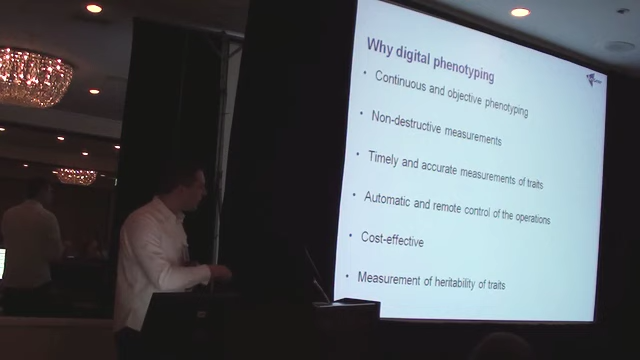 Why digital phenotyping
• Continuous and objective phenotyping
• Non-destructive measurements
• Timely and accurate measurements of traits
• Automatic and remote control of the operations
• Cost-effective
• Measurement of heritability of traits